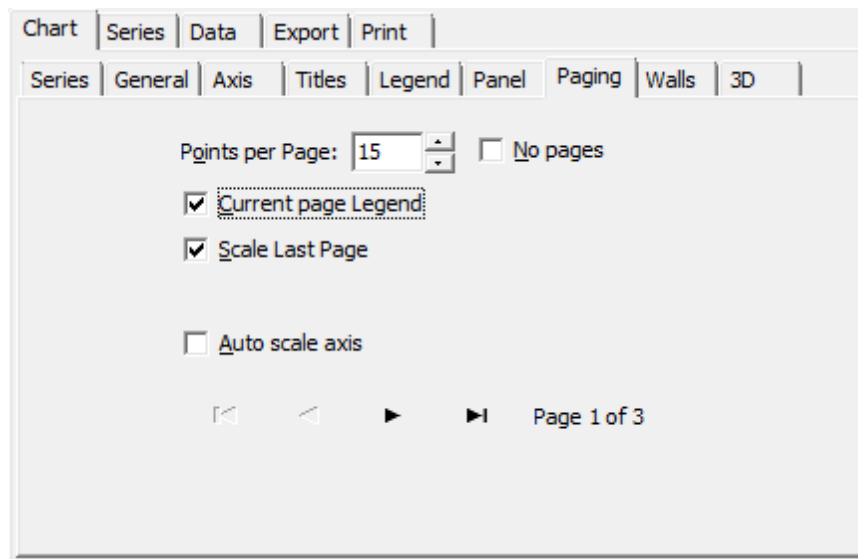 Chart Series Data Export Print
Series General Axis Titles Legend Panel Paging Walls 3D
Points per Page: 15 No pages
Current page Legend
Scale Last Page
Auto scale axis
Page 1 of 3